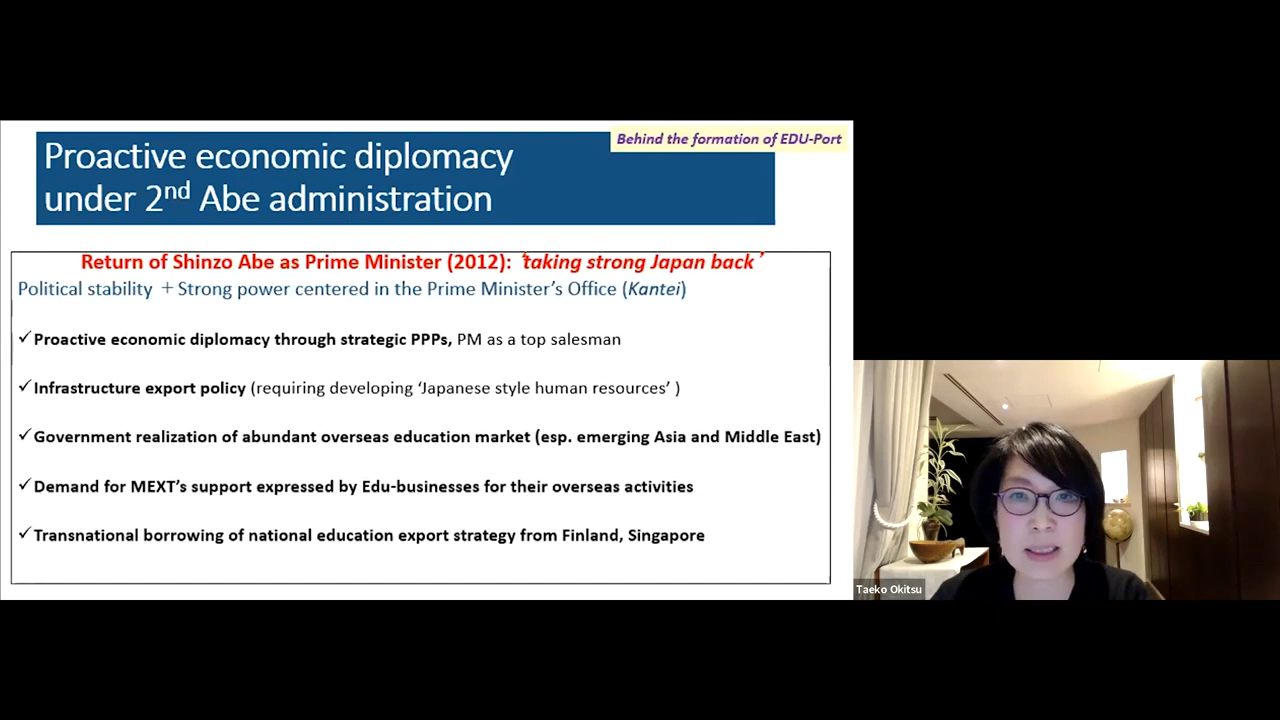 Behind the formation of EDU-Port
Proactive economic diplomacy
under 2nd Abe administration
Return of Shinzo Abe as Prime Minister (2012): ‘taking strong Japan back’
Political stability + Strong power centered in the Prime Minister’s Office (Kantei)
✓Proactive economic diplomacy through strategic PPPs, PM as a top salesman
✓Infrastructure export policy (requiring developing ‘Japanese style human resources’ )
✓Government realization of abundant overseas education market (esp. emerging Asia and Middle East)
✓Demand for MEXT’s support expressed by Edu-businesses for their overseas activities
✓Transnational borrowing of national education export strategy from Finland, Singapore
Taeko Okitsu